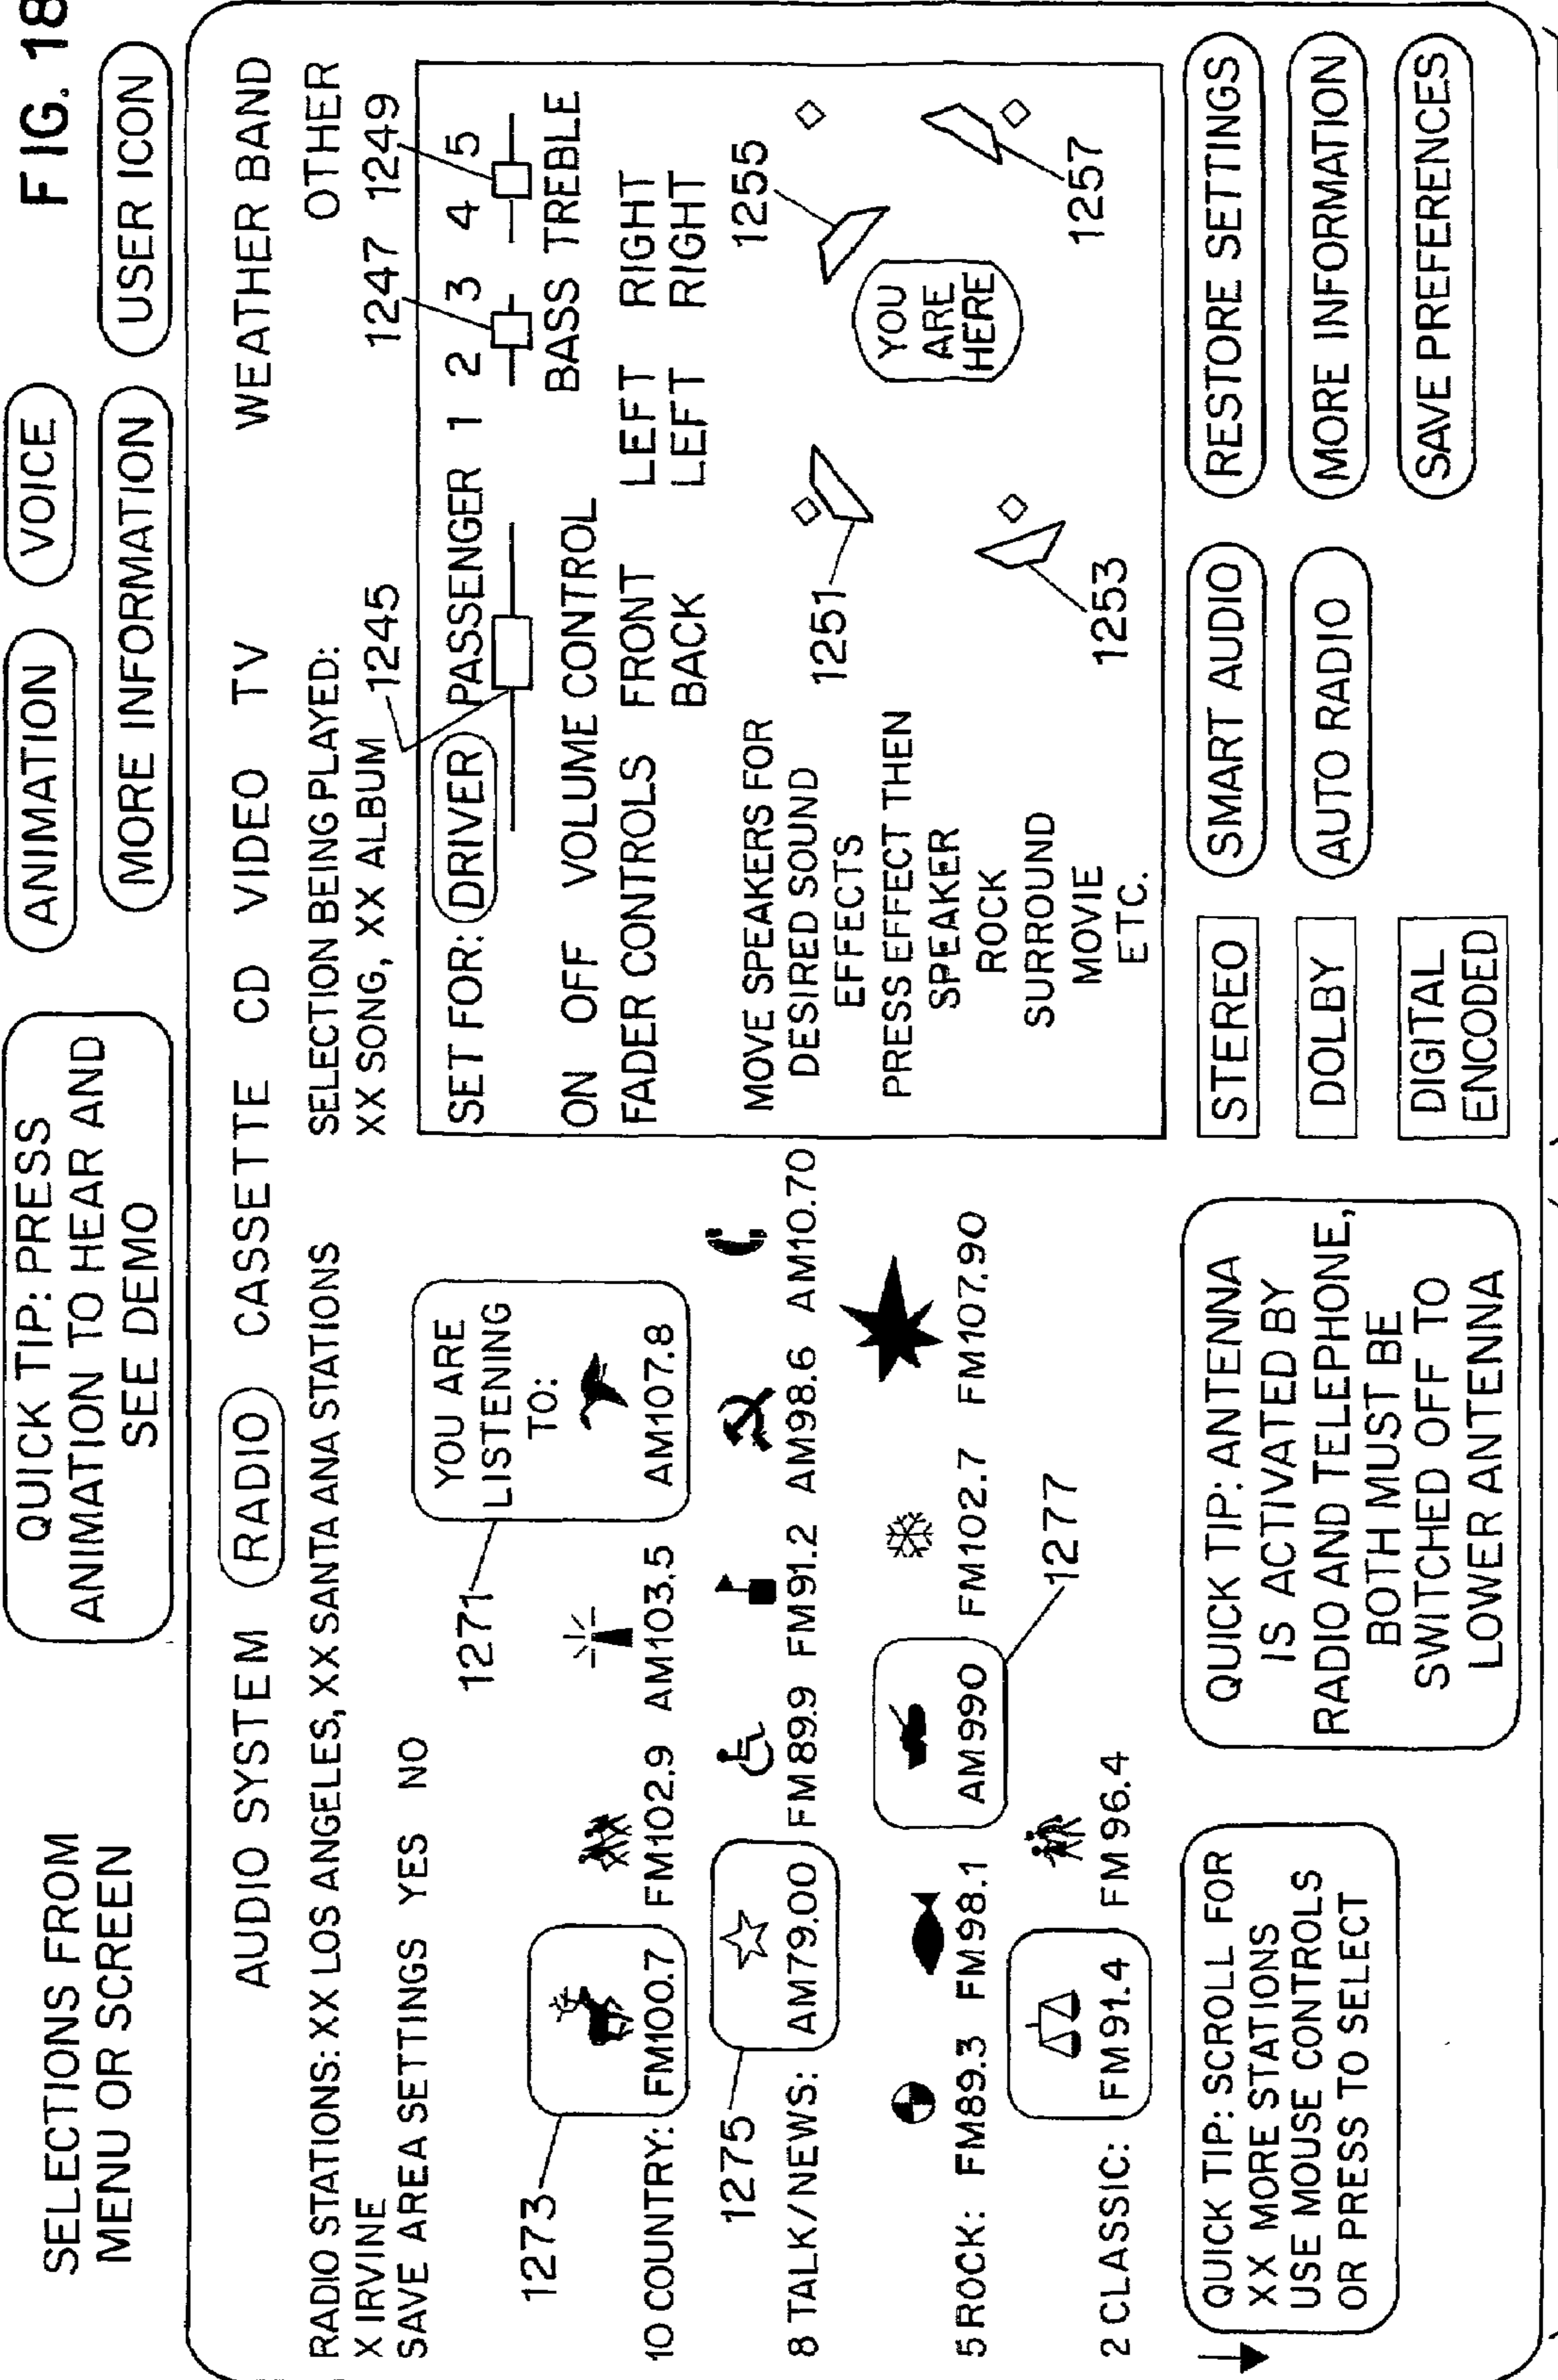 FIG. 18
SELECTIONS FROM
MENU OR SCREEN
QUICK TIP: PRESS
ANIMATION TO HEAR AND
SEE DEMO
ANIMATION
VOICE
MORE INFORMATION
USER ICON
AUDIO SYSTEM RADIO CASSETTE CD VIDEO TV WEATHER BAND
RADIO STATIONS: XX LOS ANGELES, XX SANTA ANA STATIONS
X IRVINE
SAVE AREA SETTINGS YES NO
SELECTION BEING PLAYED:
XX SONG, XX ALBUM
OTHER
1273
1271
YOU ARE
LISTENING
TO:
AM107.8
10 COUNTRY: FM100.7 FM102.9 AM103.5
1275
8 TALK/NEWS: AM79.00 FM89.9 FM91.2 AM98.6 AM10.70
5 ROCK: FM89.3 FM98.1 AM990 FM102.7 FM107.90
1277
2 CLASSIC: FM91.4 FM96.4
1245
1247
1249
SET FOR: DRIVER PASSENGER 1 2 3 4 5
ON OFF VOLUME CONTROL BASS TREBLE
FADER CONTROLS FRONT LEFT RIGHT
BACK LEFT RIGHT
MOVE SPEAKERS FOR
DESIRED SOUND
EFFECTS
PRESS EFFECT THEN
SPEAKER
ROCK
SURROUND
MOVIE
ETC.
1251
1255
YOU
ARE
HERE
1253
1257
QUICK TIP: SCROLL FOR
XX MORE STATIONS
USE MOUSE CONTROLS
OR PRESS TO SELECT
QUICK TIP: ANTENNA
IS ACTIVATED BY
RADIO AND TELEPHONE,
BOTH MUST BE
SWITCHED OFF TO
LOWER ANTENNA
STEREO
SMART AUDIO
RESTORE SETTINGS
DOLBY
AUTO RADIO
MORE INFORMATION
DIGITAL
ENCODED
SAVE PREFERENCES